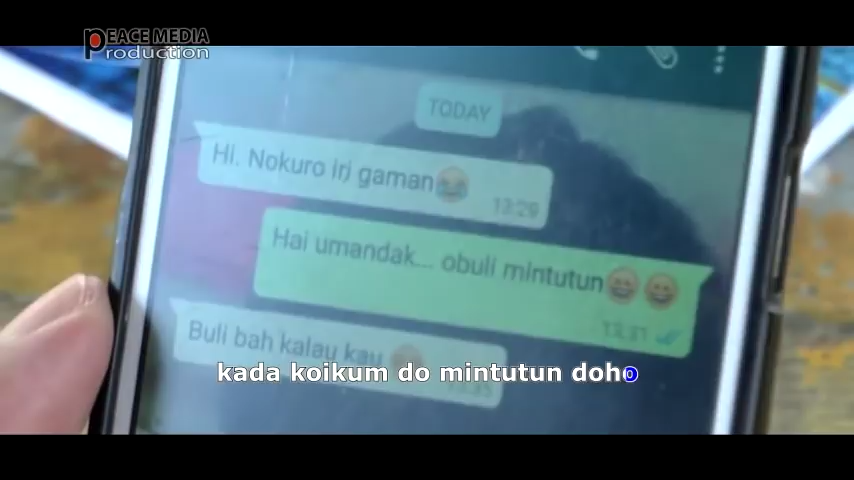 PEACE MEDIA
Production
TODAY
Hi. Nokuro iri gaman😂
13:29
Hai umandak... obuli mintutun😄😄
13:31
Buli bah kalau kau
kada koikum do mintutun doho